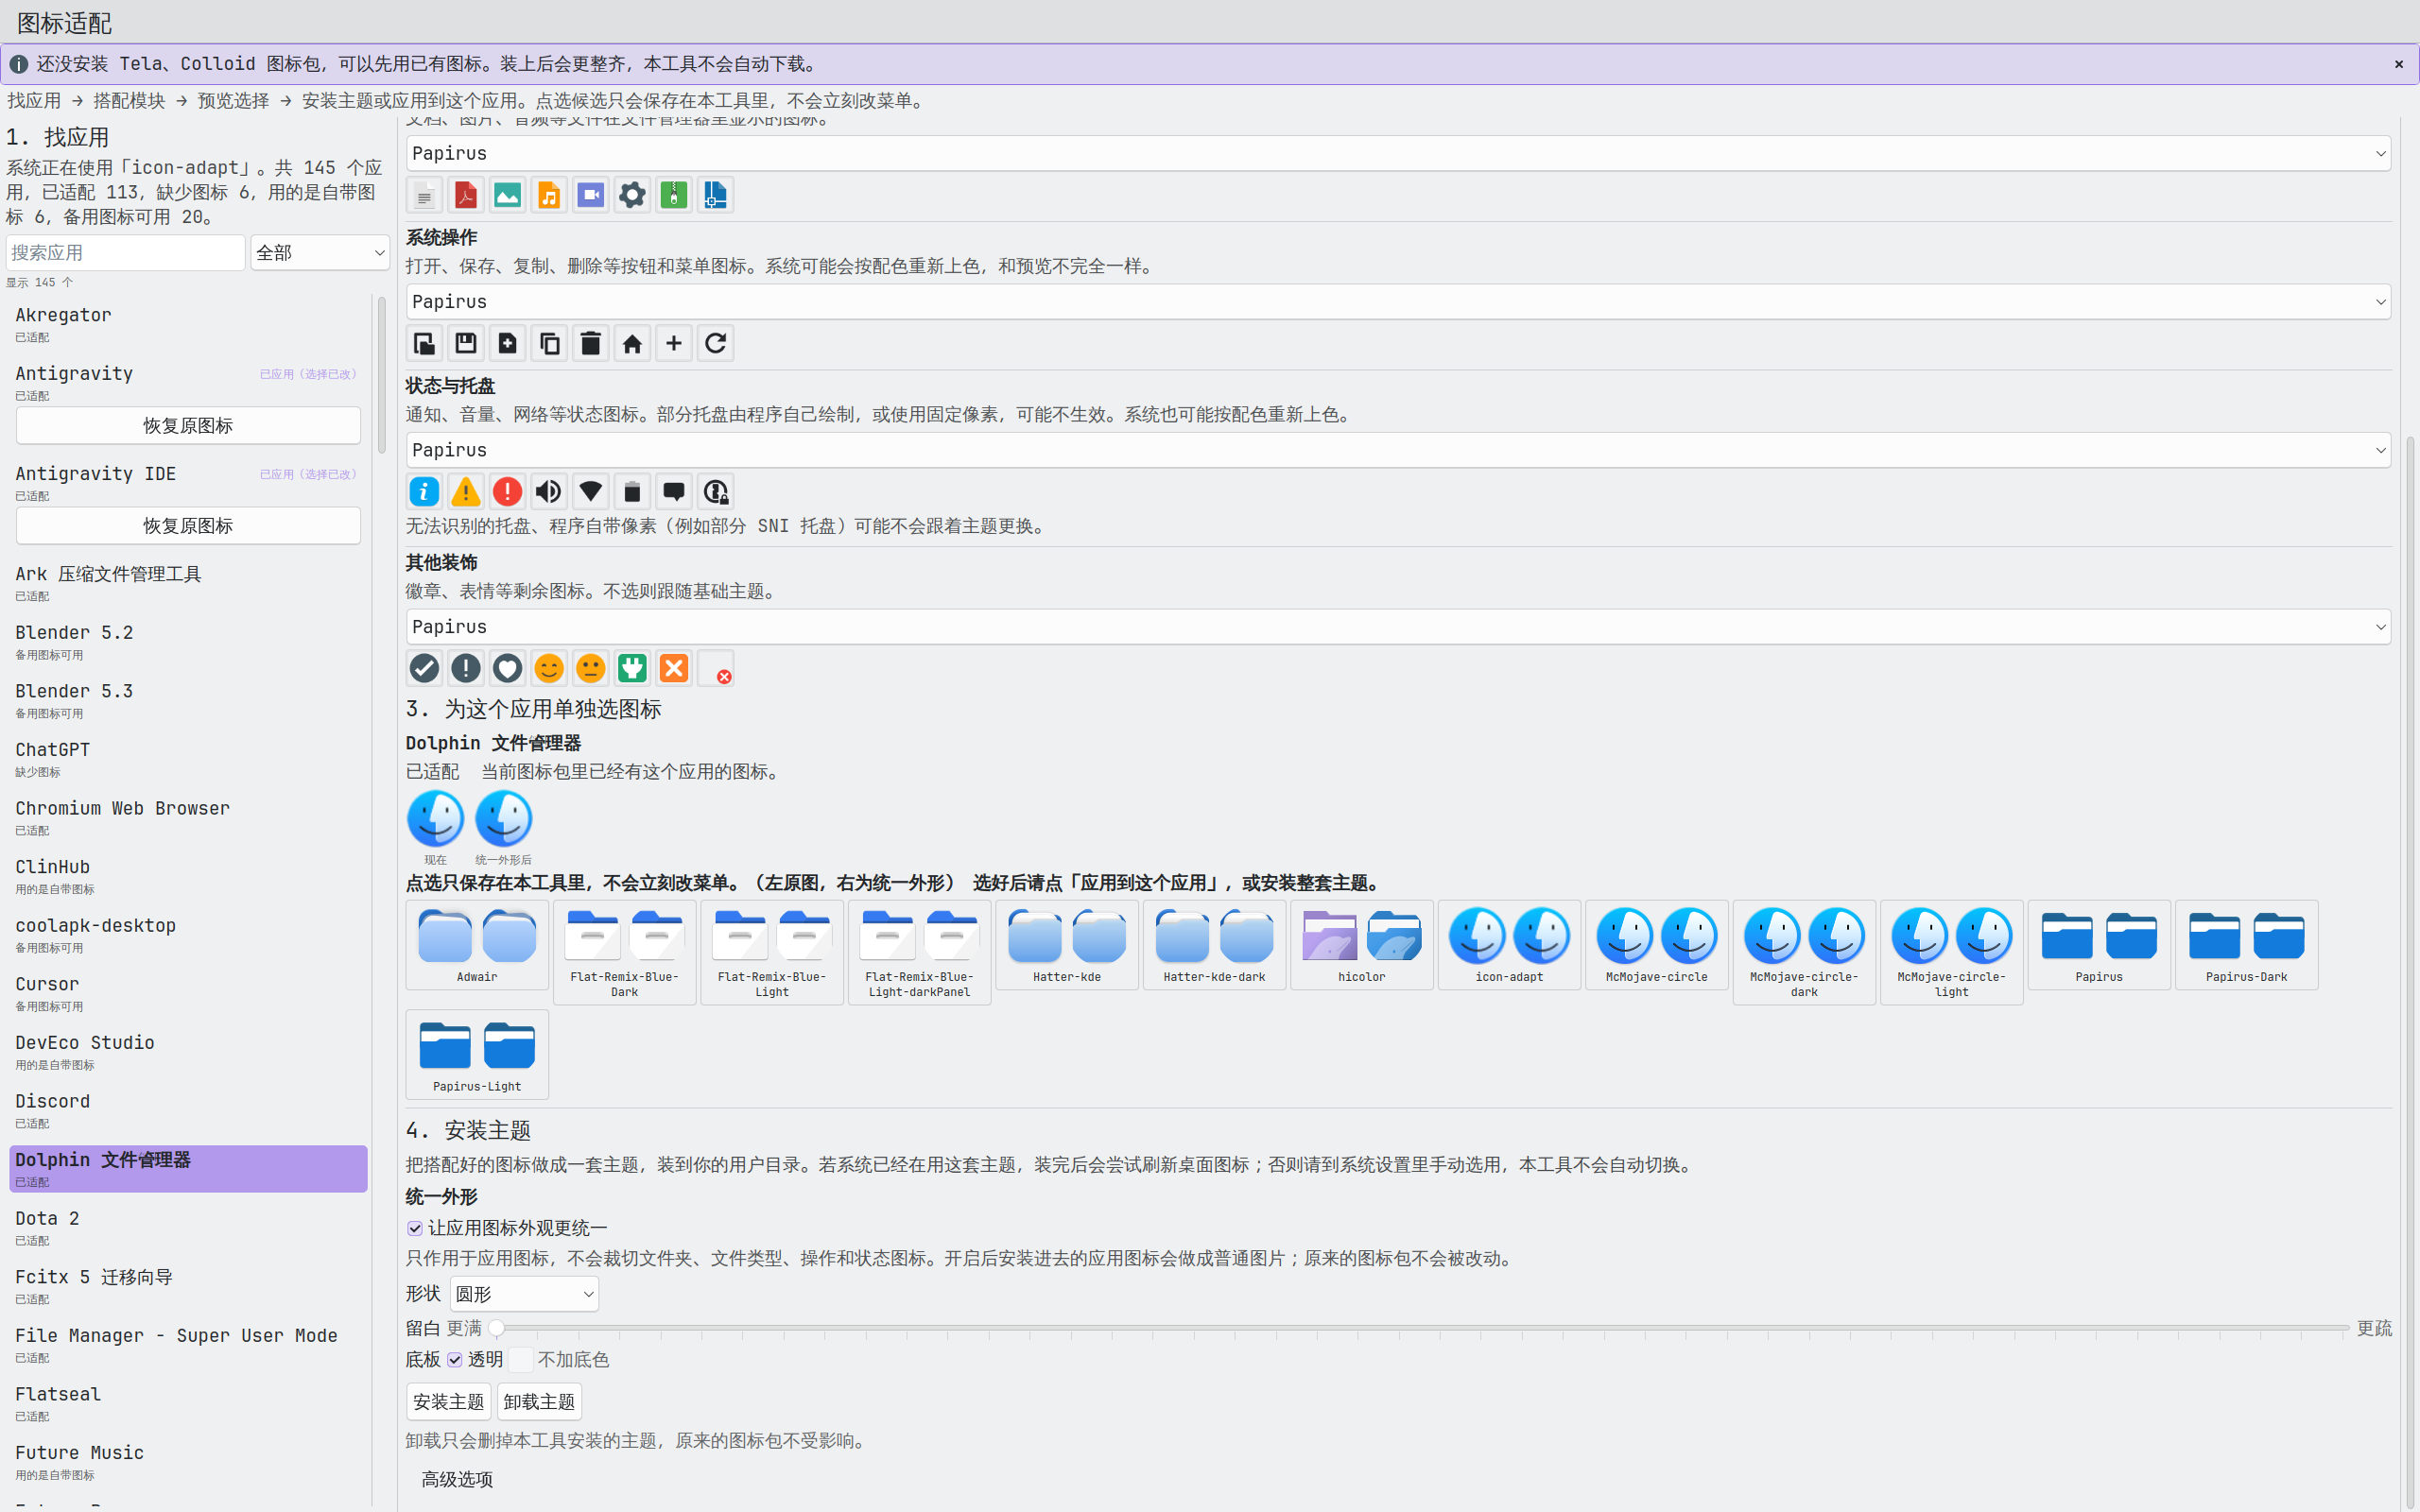 图标适配
还没安装 Tela、Colloid 图标包，可以先用已有图标。装上后会更整齐，本工具不会自动下载。
找应用 → 搭配模块 → 预览选择 → 安装主题或应用到这个应用。点选候选只会保存在本工具里，不会立刻改菜单。
1. 找应用
系统正在使用「icon-adapt」。共 145 个应
用，已适配 113，缺少图标 6，用的是自带图
标 6，备用图标可用 20。
搜索应用
全部
显示 145 个
Akregator
已适配
Antigravity
已应用（选择已改）
已适配
恢复原图标
Antigravity IDE
已应用（选择已改）
已适配
恢复原图标
Ark 压缩文件管理工具
已适配
Blender 5.2
备用图标可用
Blender 5.3
备用图标可用
ChatGPT
缺少图标
Chromium Web Browser
已适配
ClinHub
用的是自带图标
coolapk-desktop
备用图标可用
Cursor
备用图标可用
DevEco Studio
用的是自带图标
Discord
已适配
Dolphin 文件管理器
已适配
Dota 2
已适配
Fcitx 5 迁移向导
已适配
File Manager - Super User Mode
已适配
Flatseal
已适配
Future Music
用的是自带图标
文档、图片、音频等文件在文件管理器里显示的图标。
Papirus
系统操作
打开、保存、复制、删除等按钮和菜单图标。系统可能会按配色重新上色，和预览不完全一样。
Papirus
状态与托盘
通知、音量、网络等状态图标。部分托盘由程序自己绘制，或使用固定像素，可能不生效。系统也可能按配色重新上色。
Papirus
无法识别的托盘、程序自带像素（例如部分 SNI 托盘）可能不会跟着主题更换。
其他装饰
徽章、表情等剩余图标。不选则跟随基础主题。
Papirus
3. 为这个应用单独选图标
Dolphin 文件管理器
已适配 当前图标包里已经有这个应用的图标。
现在
统一外形后
点选只保存在本工具里，不会立刻改菜单。（左原图，右为统一外形） 选好后请点「应用到这个应用」，或安装整套主题。
Adwair
Flat-Remix-Blue-
Dark
Flat-Remix-Blue-
Light
Flat-Remix-Blue-
Light-darkPanel
Hatter-kde
Hatter-kde-dark
hicolor
icon-adapt
McMojave-circle
McMojave-circle-
dark
McMojave-circle-
light
Papirus
Papirus-Dark
Papirus-Light
4. 安装主题
把搭配好的图标做成一套主题，装到你的用户目录。若系统已经在用这套主题，装完后会尝试刷新桌面图标；否则请到系统设置里手动选用，本工具不会自动切换。
统一外形
让应用图标外观更统一
只作用于应用图标，不会裁切文件夹、文件类型、操作和状态图标。开启后安装进去的应用图标会做成普通图片；原来的图标包不会被改动。
形状 圆形
留白 更满 更疏
底板 透明 不加底色
安装主题 卸载主题
卸载只会删掉本工具安装的主题，原来的图标包不受影响。
高级选项